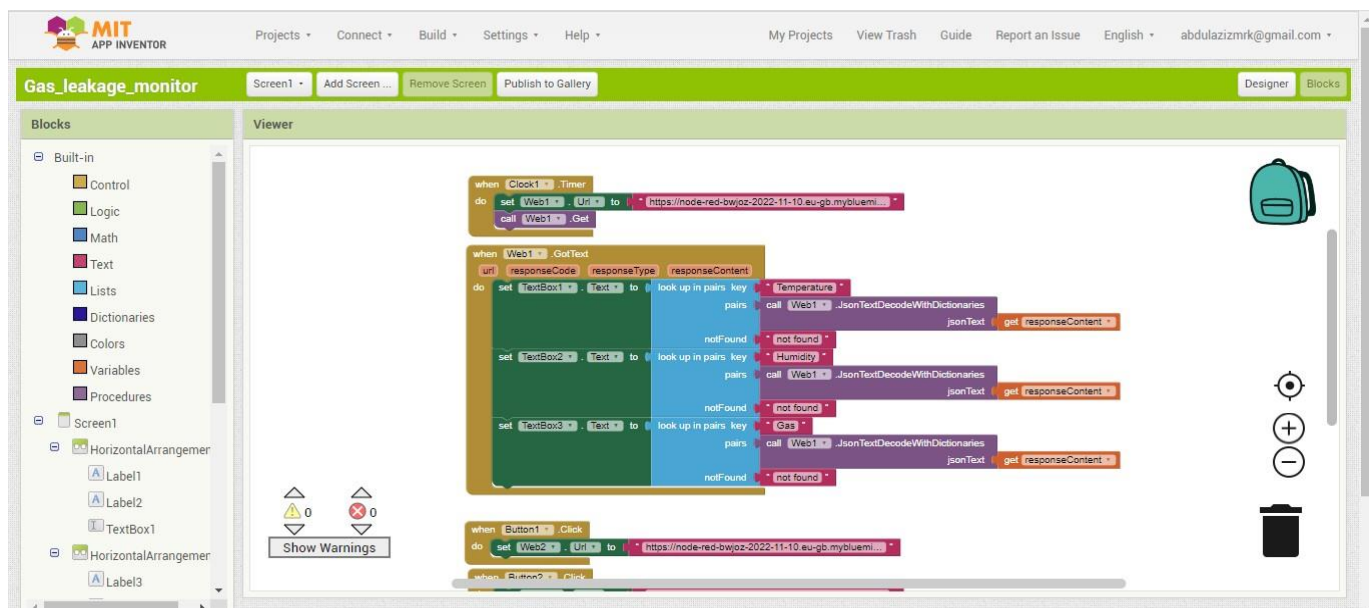 MIT
APP INVENTOR
Projects Connect Build Settings Help My Projects View Trash Guide Report an Issue English abdulazizmrk@gmail.com
Gas_leakage_monitor Screen1 Add Screen ... Remove Screen Publish to Gallery Designer Blocks
Blocks Viewer
Built-in
Control
Logic
Math
Text
Lists
Dictionaries
Colors
Variables
Procedures
Screen1
HorizontalArrangemer
Label1
Label2
TextBox1
HorizontalArrangemer
Label3
when Clock1 .Timer
do set Web1 . Url to " https://node-red-bwjoz-2022-11-10.eu-gb.mybluemi... "
call Web1 .Get
when Web1 .GotText
url responseCode responseType responseContent
do set TextBox1 . Text to look up in pairs key " Temperature "
pairs call Web1 .JsonTextDecodeWithDictionaries
jsonText get responseContent
notFound " not found "
set TextBox2 . Text to look up in pairs key " Humidity "
pairs call Web1 .JsonTextDecodeWithDictionaries
jsonText get responseContent
notFound " not found "
set TextBox3 . Text to look up in pairs key " Gas "
pairs call Web1 .JsonTextDecodeWithDictionaries
jsonText get responseContent
notFound " not found "
when Button1 .Click
do set Web2 . Url to " https://node-red-bwjoz-2022-11-10.eu-gb.mybluemi... "
when Button2 .Click
0 0
Show Warnings